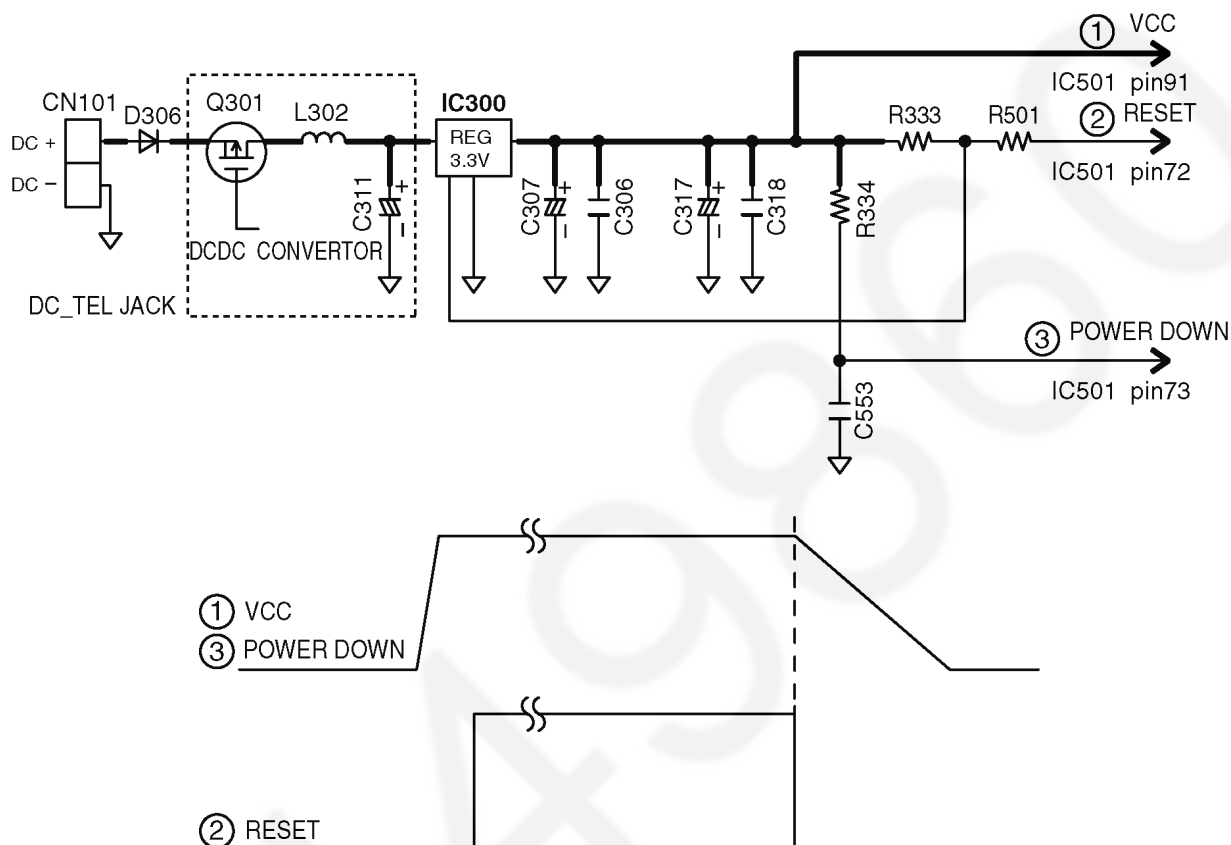 ① VCC
IC501 pin91
CN101
D306
Q301
L302
IC300
R333
R501
② RESET
DC +
REG
3.3V
IC501 pin72
DC −
C311
+
−
C307
+
−
C306
C317
+
−
C318
R334
DCDC CONVERTOR
DC_TEL JACK
③ POWER DOWN
IC501 pin73
C553
① VCC
③ POWER DOWN
② RESET